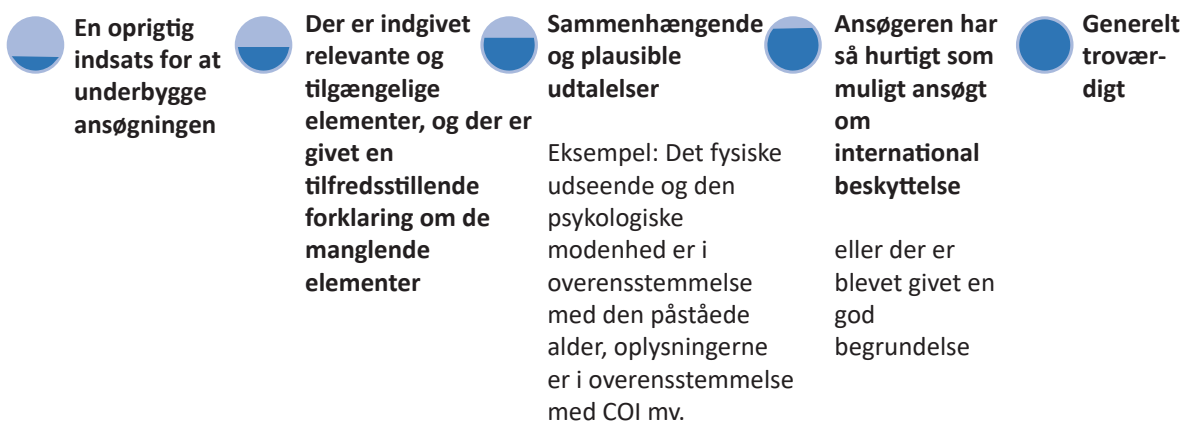 En oprigtig
indsats for at
underbygge
ansøgningen
Der er indgivet
relevante og
tilgængelige
elementer, og der er
givet en
tilfredsstillende
forklaring om de
manglende
elementer
Sammenhængende
og plausible
udtalelser
Eksempel: Det fysiske
udseende og den
psykologiske
modenhed er i
overensstemmelse
med den påståede
alder, oplysningerne
er i overensstemmelse
med COI mv.
Ansøgeren har
så hurtigt som
muligt ansøgt
om
international
beskyttelse
eller der er
blevet givet en
god
begrundelse
Generelt
trovær-
digt